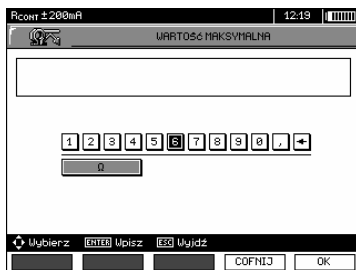 RCONT±200mA 12:19
WARTOŚĆ MAKSYMALNA
1 2 3 4 5 6 7 8 9 0 , ←
Ω
Wybierz ENTER Wpisz ESC Wyjdź
COFNIJ OK